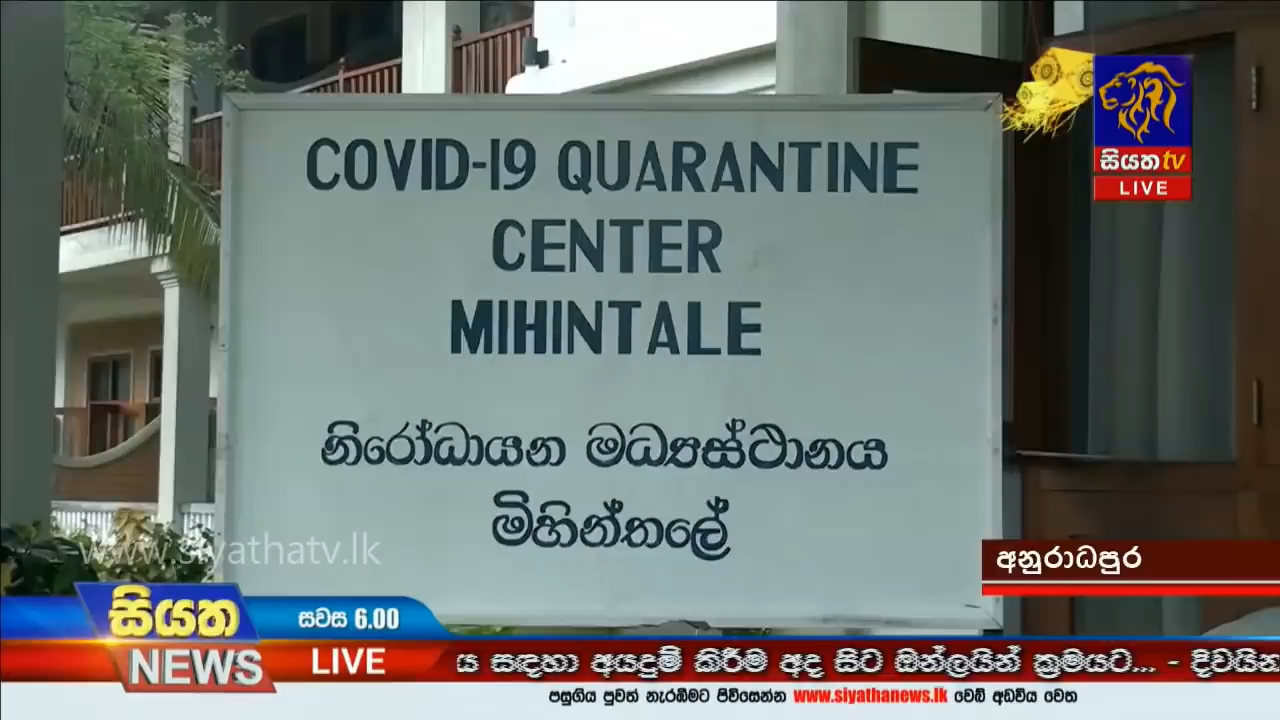 සියත tv
LIVE
COVID-19 QUARANTINE
CENTER
MIHINTALE
නිරෝධායන මධ්‍යස්ථානය
මිහින්තලේ
www.siyathatv.lk
අනුරාධපුර
සියත
NEWS
සවස 6.00
LIVE
ය සඳහා අයදුම් කිරීම අද සිට ඔන්ලයින් ක්‍රමයට... - දිවයින
පසුගිය පුවත් නැරඹීමට පිවිසෙන්න www.siyathanews.lk වෙබ් අඩවිය වෙත